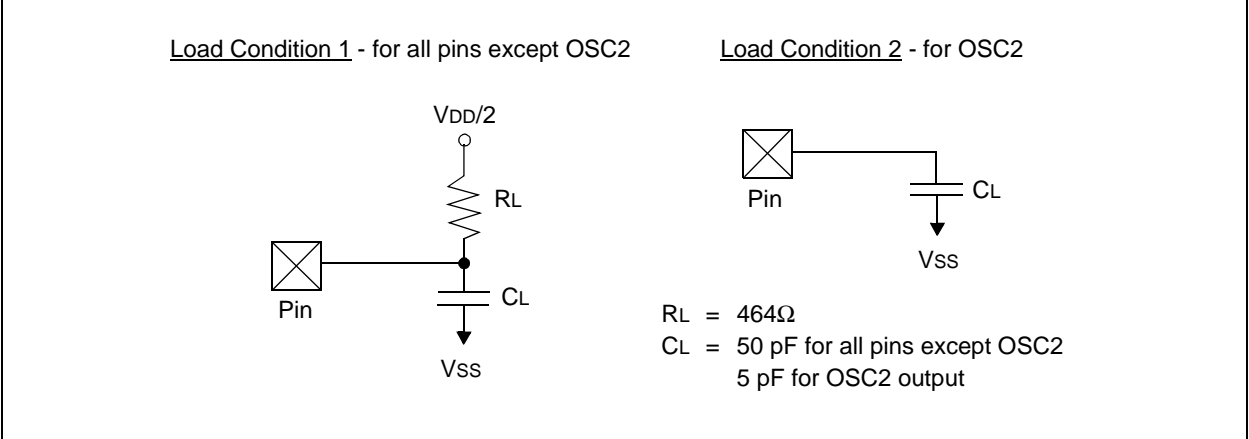 Load Condition 1 - for all pins except OSC2
VDD/2
RL
Pin
CL
VSS
Load Condition 2 - for OSC2
Pin
CL
VSS
RL = 464Ω
CL = 50 pF for all pins except OSC2
5 pF for OSC2 output